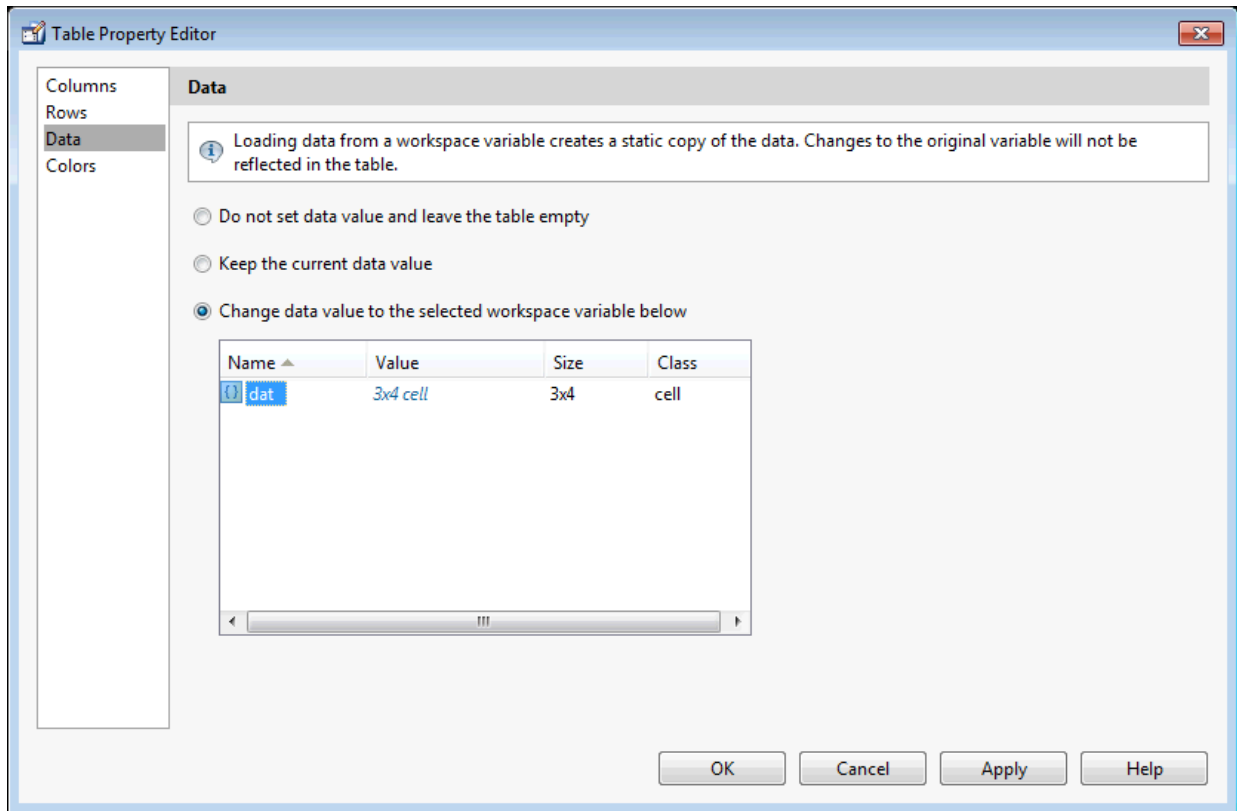 Table Property Editor
Columns
Rows
Data
Colors
Data
Loading data from a workspace variable creates a static copy of the data. Changes to the original variable will not be
reflected in the table.
Do not set data value and leave the table empty
Keep the current data value
Change data value to the selected workspace variable below
Name Value Size Class
{} dat 3x4 cell 3x4 cell
OK Cancel Apply Help